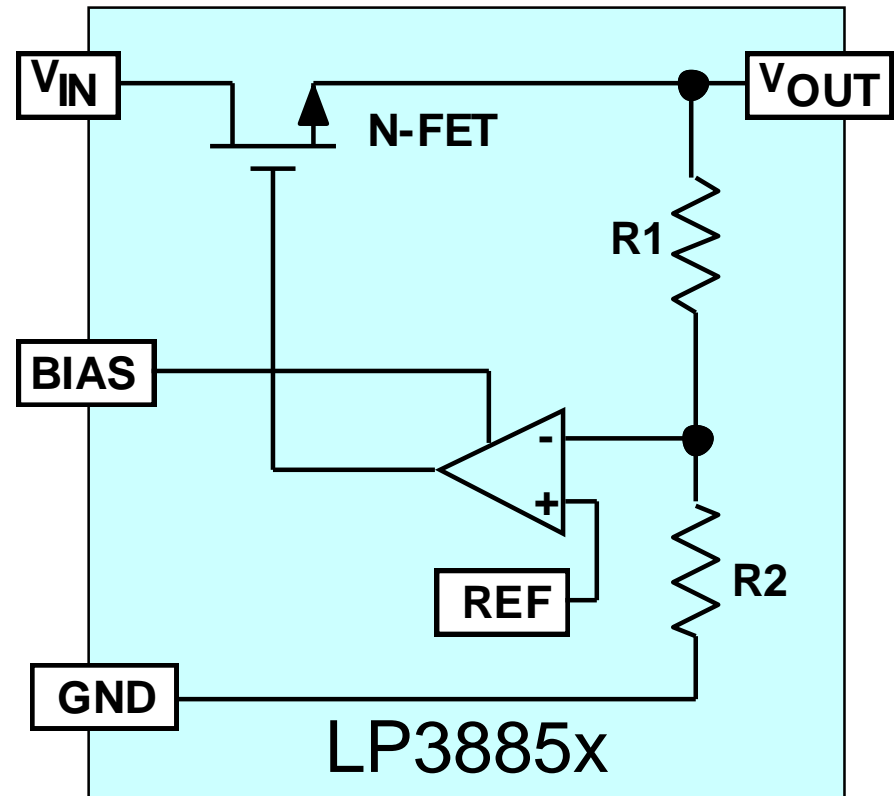 VIN
VOUT
N-FET
R1
BIAS
-
+
REF
R2
GND
LP3885x